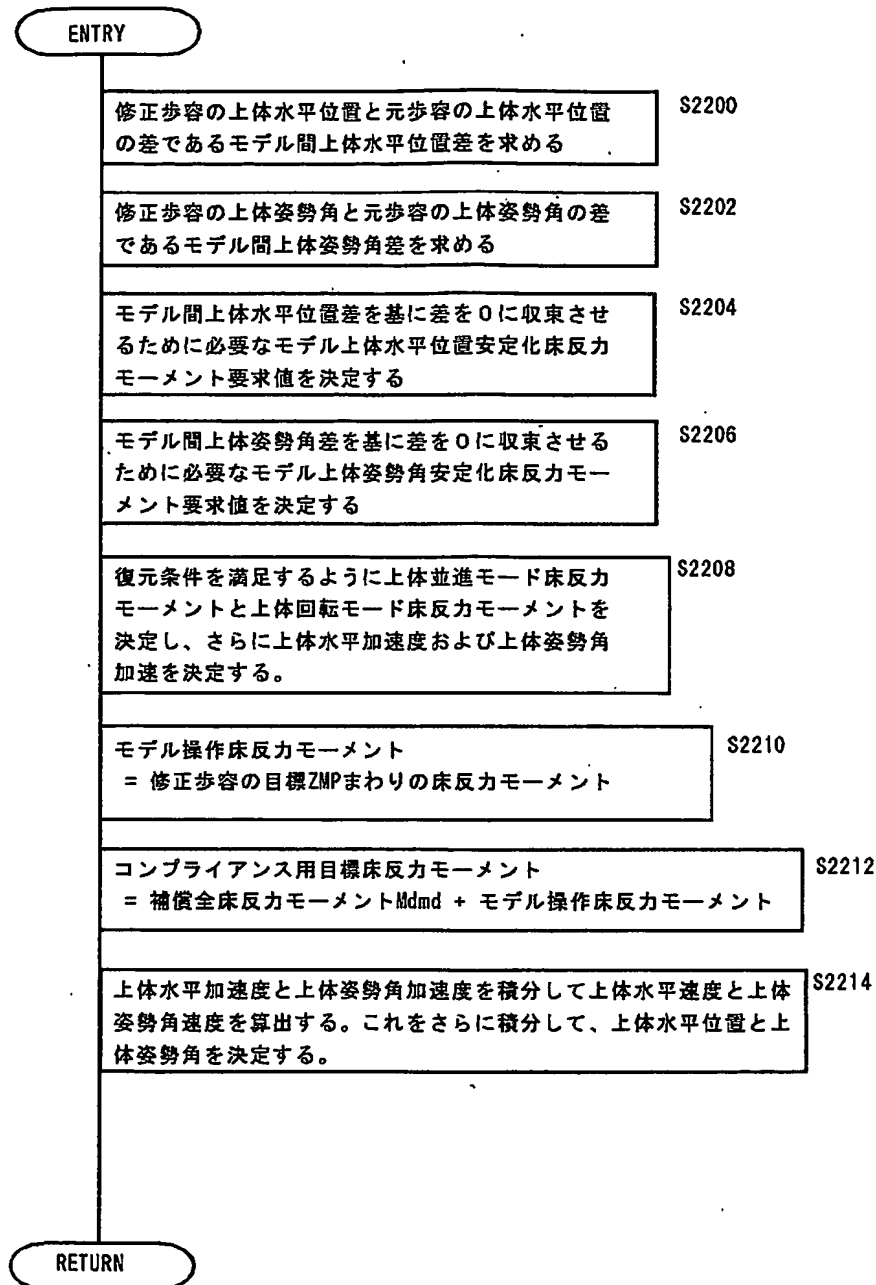 ENTRY
修正歩容の上体水平位置と元歩容の上体水平位置
の差であるモデル間上体水平位置差を求める
S2200
修正歩容の上体姿勢角と元歩容の上体姿勢角の差
であるモデル間上体姿勢角差を求める
S2202
モデル間上体水平位置差を基に差を0に収束させ
るために必要なモデル上体水平位置安定化床反力
モーメント要求値を決定する
S2204
モデル間上体姿勢角差を基に差を0に収束させる
ために必要なモデル上体姿勢角安定化床反力モー
メント要求値を決定する
S2206
復元条件を満足するように上体並進モード床反力
モーメントと上体回転モード床反力モーメントを
決定し、さらに上体水平加速度および上体姿勢角
加速を決定する。
S2208
モデル操作床反力モーメント
= 修正歩容の目標ZMPまわりの床反力モーメント
S2210
コンプライアンス用目標床反力モーメント
= 補償全床反力モーメントMdmd + モデル操作床反力モーメント
S2212
上体水平加速度と上体姿勢角加速度を積分して上体水平速度と上体
姿勢角速度を算出する。これをさらに積分して、上体水平位置と上
体姿勢角を決定する。
S2214
RETURN